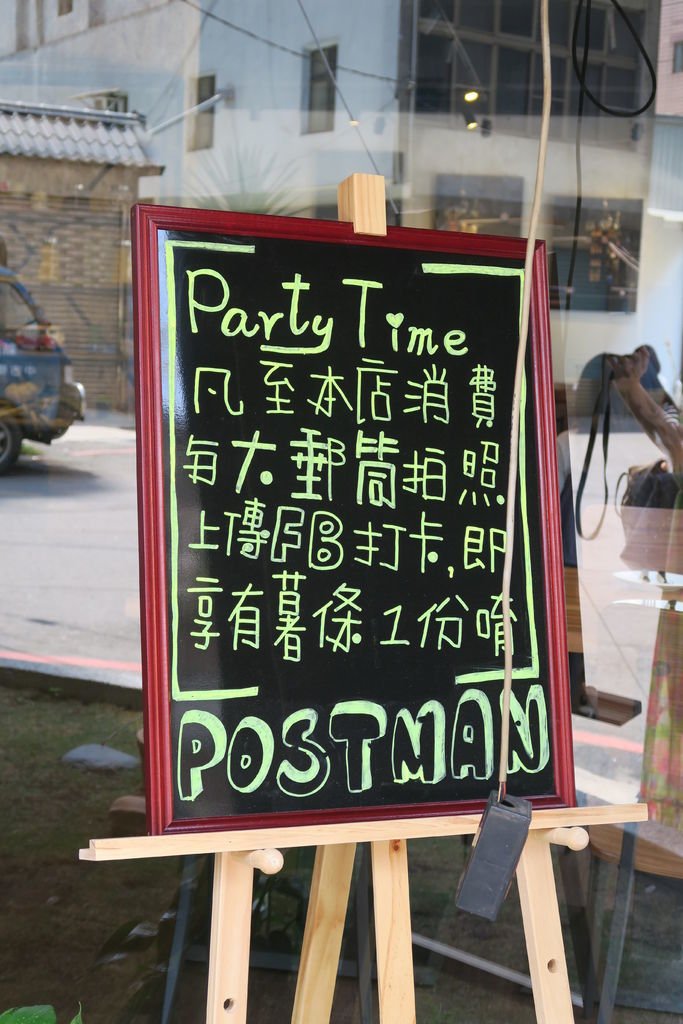 Party Time
凡至本店消費
与大郵筒拍照
上傳FB打卡,即
享有薯條1份唷
POSTMAN